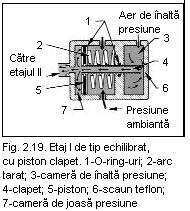 Aer de înaltă
presiune
1
2
3
Către
etajul II
4
5
6
7
Presiune
ambiantă
Fig. 2.19. Etaj I de tip echilibrat,
cu piston clapet. 1-O-ring-uri; 2-arc
tarat; 3-cameră de înaltă presiune;
4-clapet; 5-piston; 6-scaun teflon;
7-cameră de joasă presiune